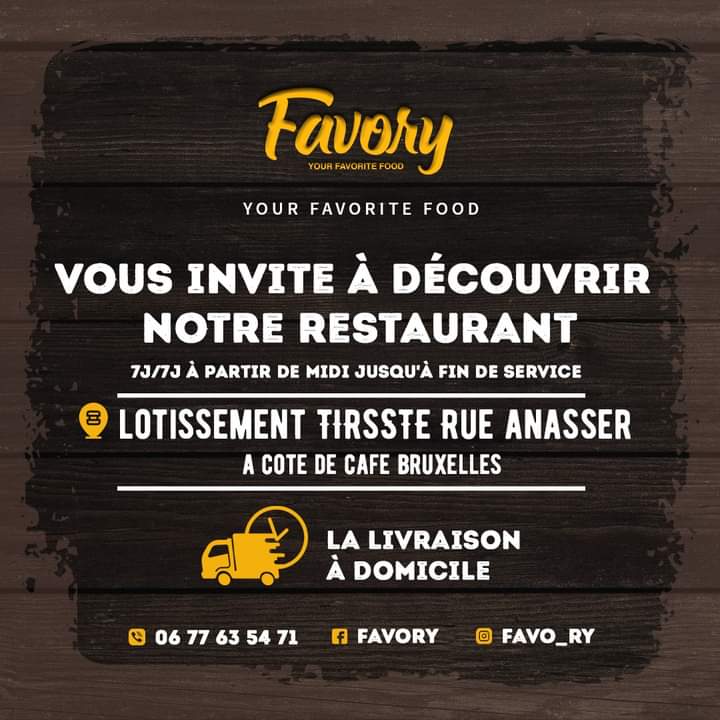 Favory
YOUR FAVORITE FOOD
YOUR FAVORITE FOOD
VOUS INVITE À DÉCOUVRIR
NOTRE RESTAURANT
7J/7J À PARTIR DE MIDI JUSQU'À FIN DE SERVICE
LOTISSEMENT TIRSSTE RUE ANASSER
A COTE DE CAFE BRUXELLES
LA LIVRAISON
À DOMICILE
06 77 63 54 71 FAVORY FAVO_RY